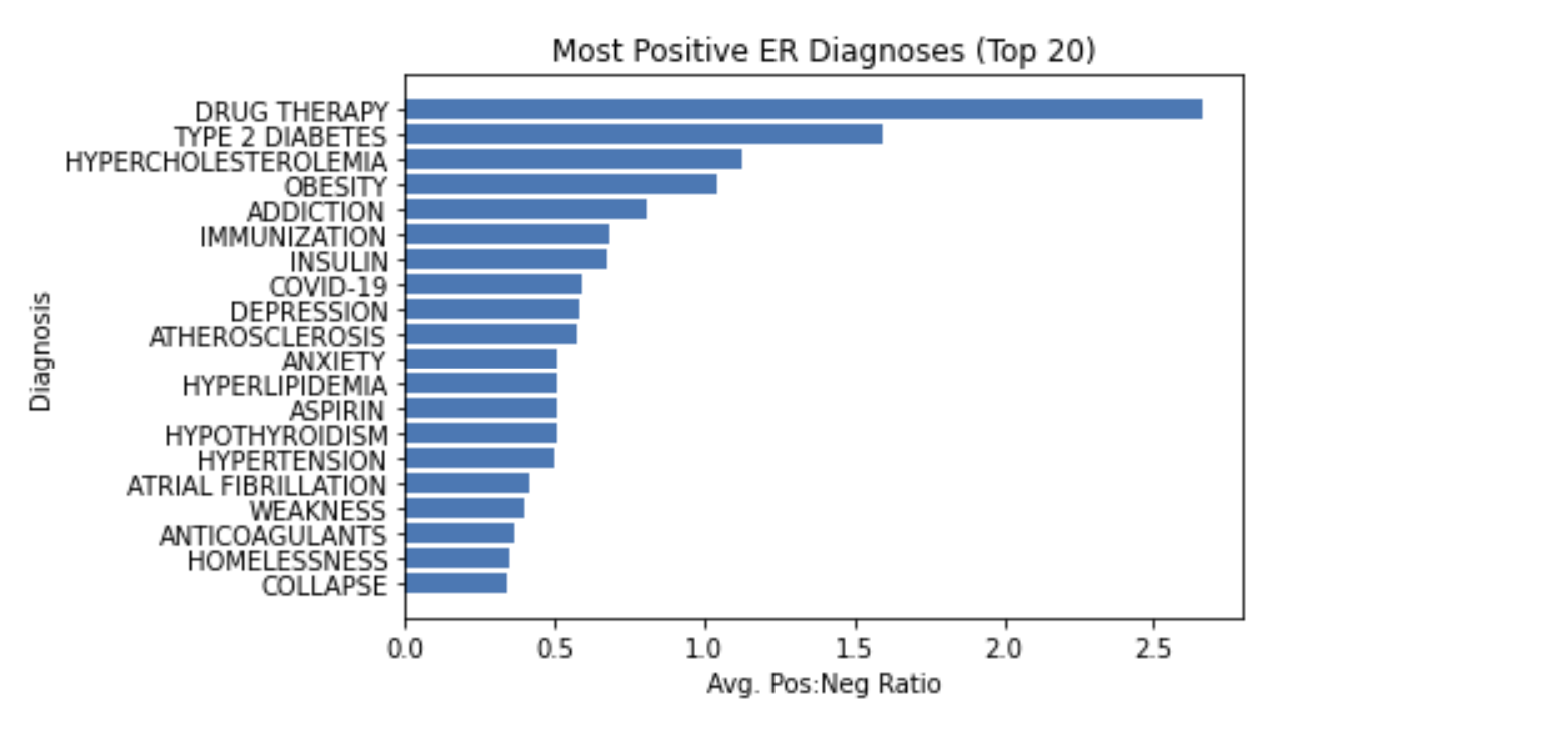 Most Positive ER Diagnoses (Top 20)
DRUG THERAPY
TYPE 2 DIABETES
HYPERCHOLESTEROLEMIA
OBESITY
ADDICTION
IMMUNIZATION
INSULIN
COVID-19
DEPRESSION
ATHEROSCLEROSIS
ANXIETY
HYPERLIPIDEMIA
ASPIRIN
HYPOTHYROIDISM
HYPERTENSION
ATRIAL FIBRILLATION
WEAKNESS
ANTICOAGULANTS
HOMELESSNESS
COLLAPSE
Diagnosis
0.0 0.5 1.0 1.5 2.0 2.5
Avg. Pos:Neg Ratio